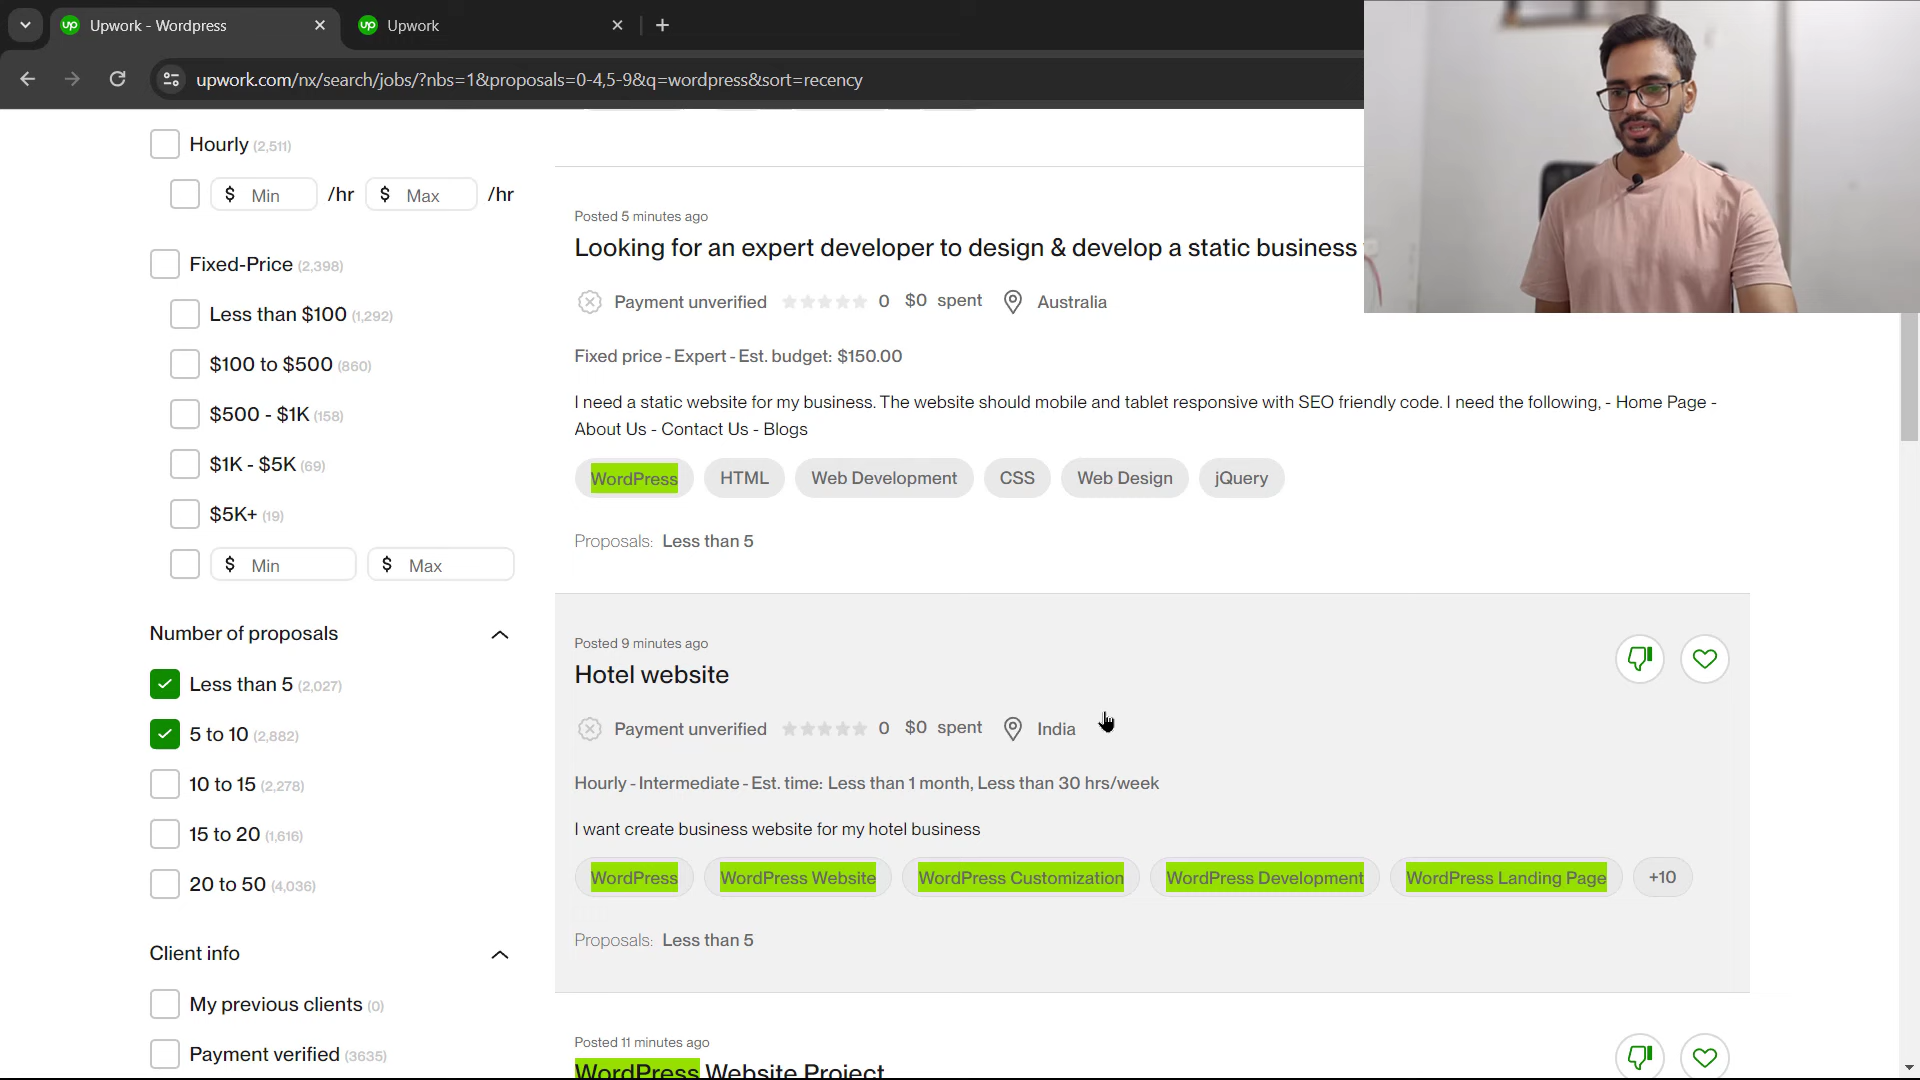 Upwork - Wordpress
Upwork
upwork.com/nx/search/jobs/?nbs=1&proposals=0-4,5-9&q=wordpress&sort=recency
Hourly (2,511)
$ Min /hr $ Max /hr
Fixed-Price (2,398)
Less than $100 (1,292)
$100 to $500 (860)
$500 - $1K (158)
$1K - $5K (69)
$5K+ (19)
$ Min $ Max
Number of proposals
Less than 5 (2,027)
5 to 10 (2,882)
10 to 15 (2,278)
15 to 20 (1,616)
20 to 50 (4,036)
Client info
My previous clients (0)
Payment verified (3635)
Posted 5 minutes ago
Looking for an expert developer to design & develop a static business
Payment unverified 0 $0 spent Australia
Fixed price - Expert - Est. budget: $150.00
I need a static website for my business. The website should mobile and tablet responsive with SEO friendly code. I need the following, - Home Page -
About Us - Contact Us - Blogs
WordPress HTML Web Development CSS Web Design jQuery
Proposals: Less than 5
Posted 9 minutes ago
Hotel website
Payment unverified 0 $0 spent India
Hourly - Intermediate - Est. time: Less than 1 month, Less than 30 hrs/week
I want create business website for my hotel business
WordPress WordPress Website WordPress Customization WordPress Development WordPress Landing Page +10
Proposals: Less than 5
Posted 11 minutes ago
WordPress Website Project